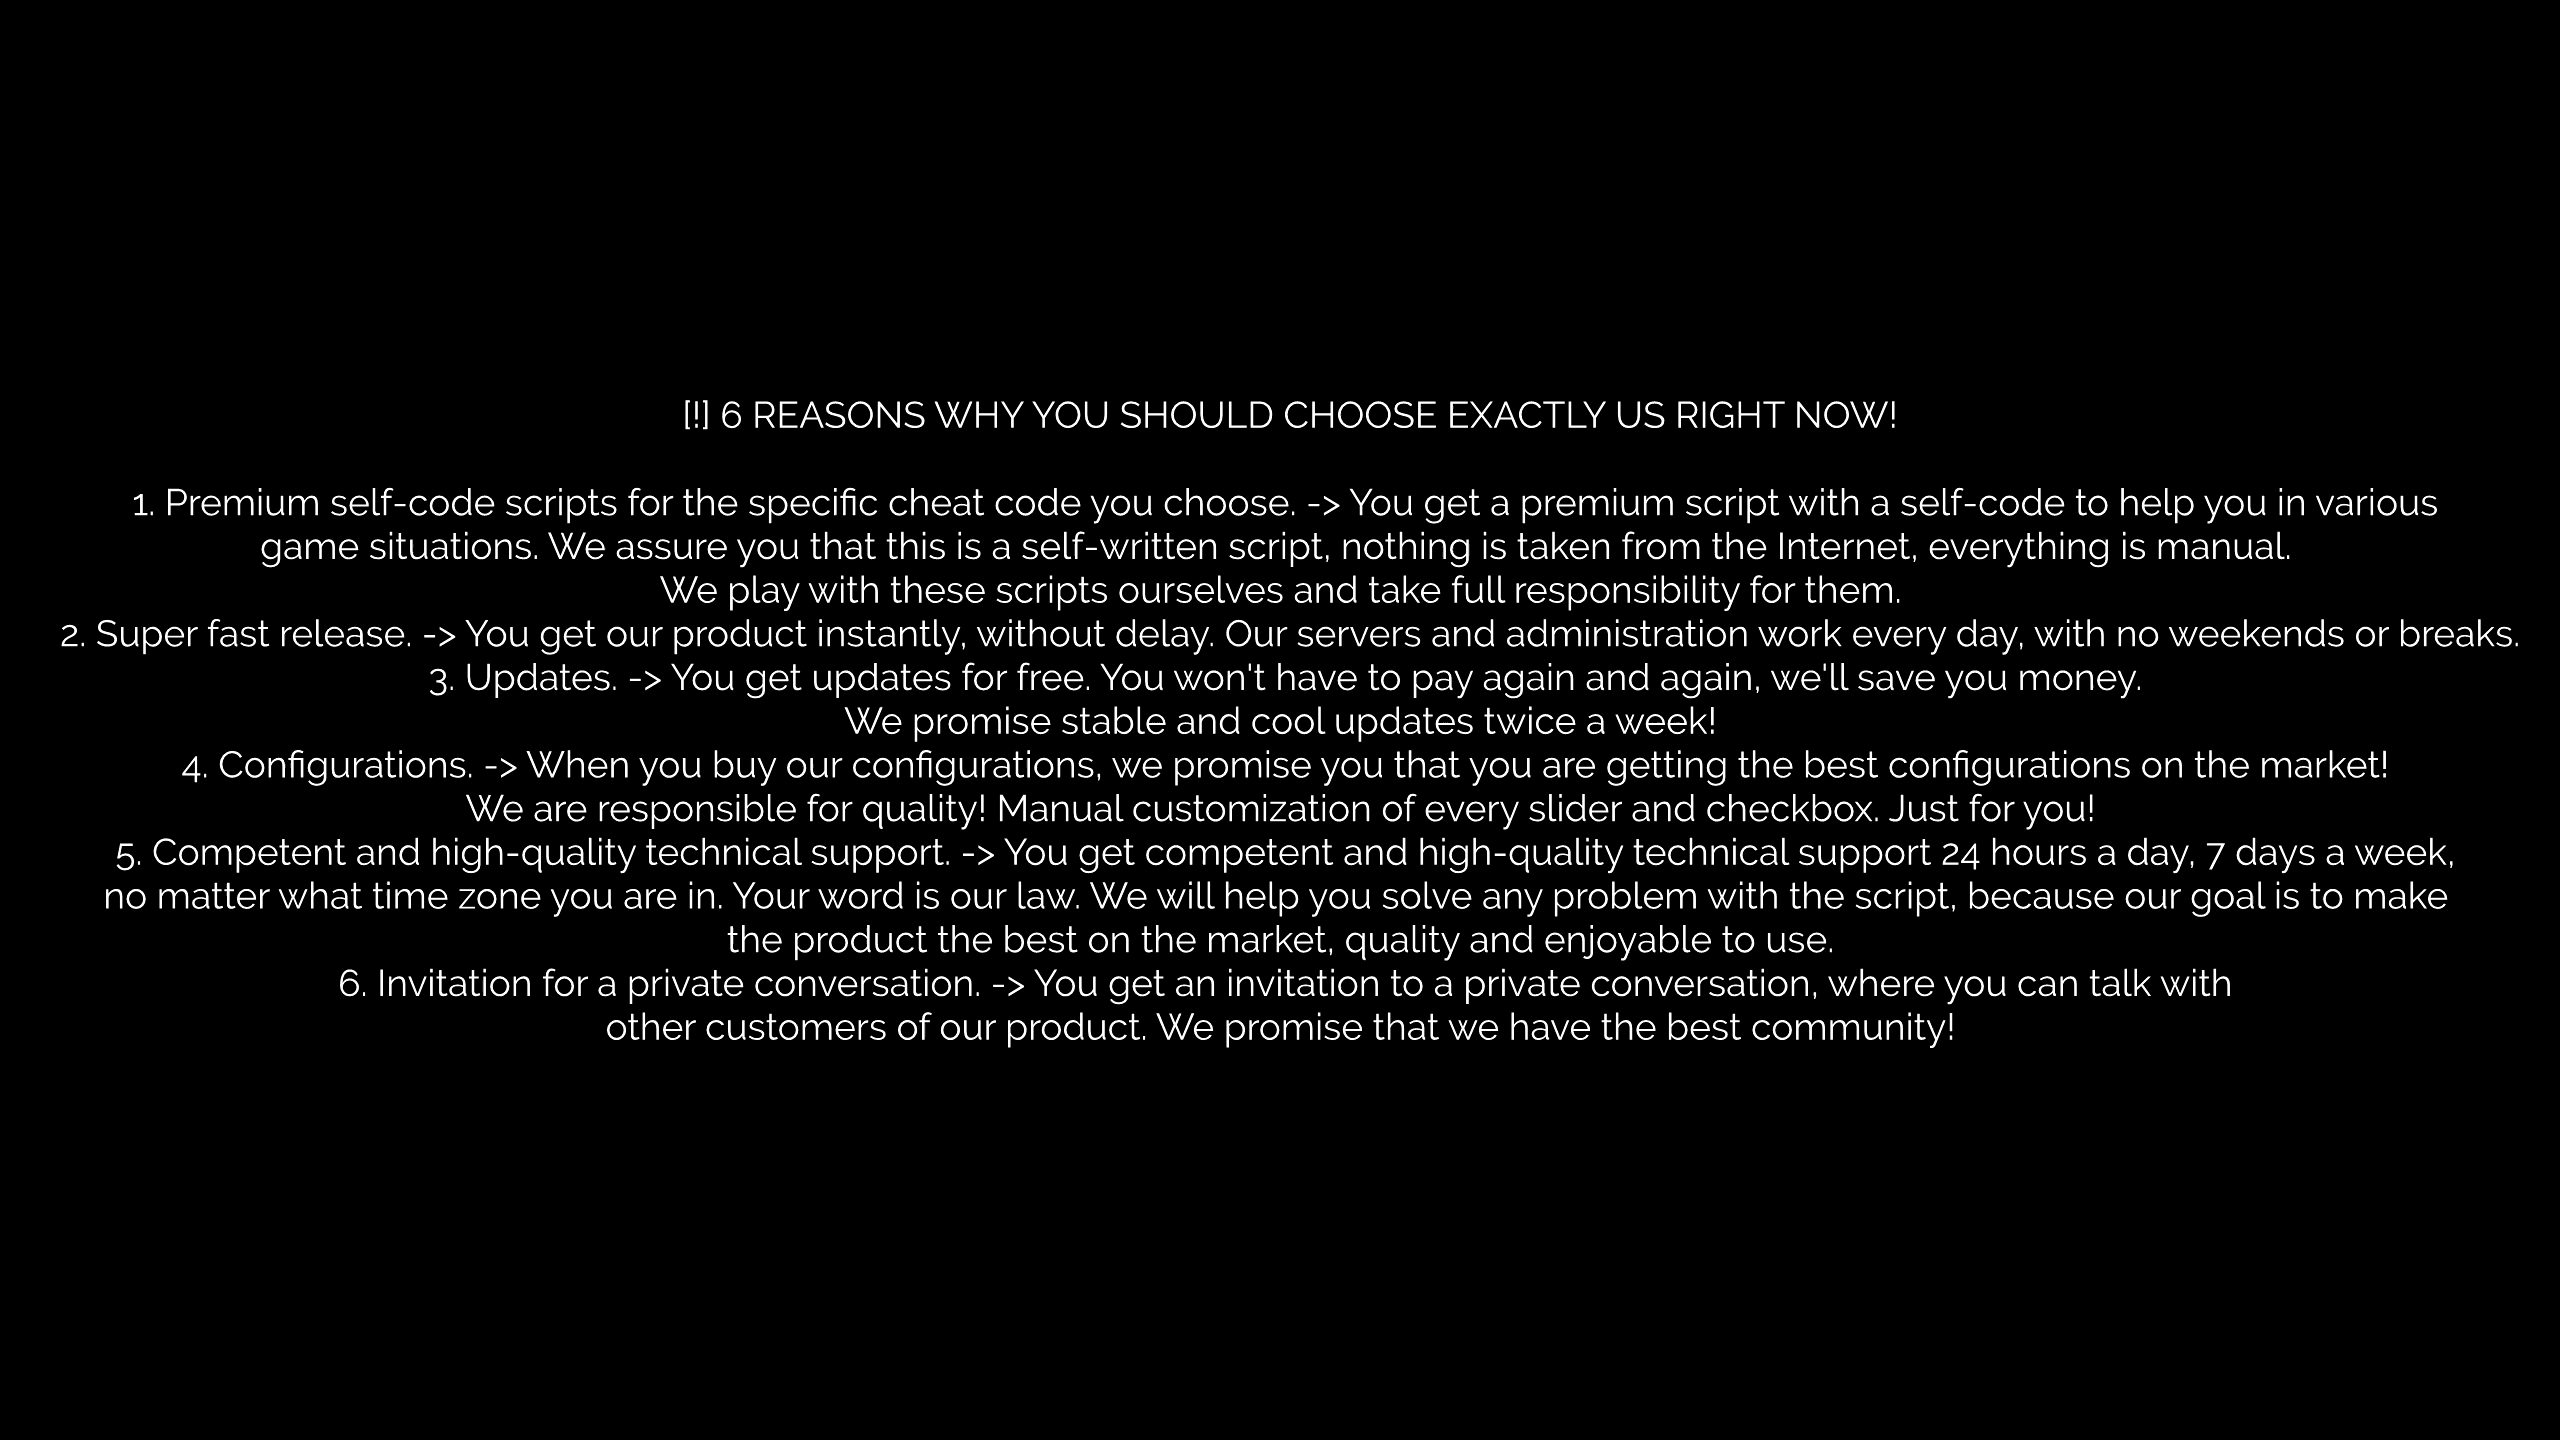 [!] 6 REASONS WHY YOU SHOULD CHOOSE EXACTLY US RIGHT NOW!
1. Premium self-code scripts for the specific cheat code you choose. -> You get a premium script with a self-code to help you in various
game situations. We assure you that this is a self-written script, nothing is taken from the Internet, everything is manual.
We play with these scripts ourselves and take full responsibility for them.
2. Super fast release. -> You get our product instantly, without delay. Our servers and administration work every day, with no weekends or breaks.
3. Updates. -> You get updates for free. You won't have to pay again and again, we'll save you money.
We promise stable and cool updates twice a week!
4. Configurations. -> When you buy our configurations, we promise you that you are getting the best configurations on the market!
We are responsible for quality! Manual customization of every slider and checkbox. Just for you!
5. Competent and high-quality technical support. -> You get competent and high-quality technical support 24 hours a day, 7 days a week,
no matter what time zone you are in. Your word is our law. We will help you solve any problem with the script, because our goal is to make
the product the best on the market, quality and enjoyable to use.
6. Invitation for a private conversation. -> You get an invitation to a private conversation, where you can talk with
other customers of our product. We promise that we have the best community!